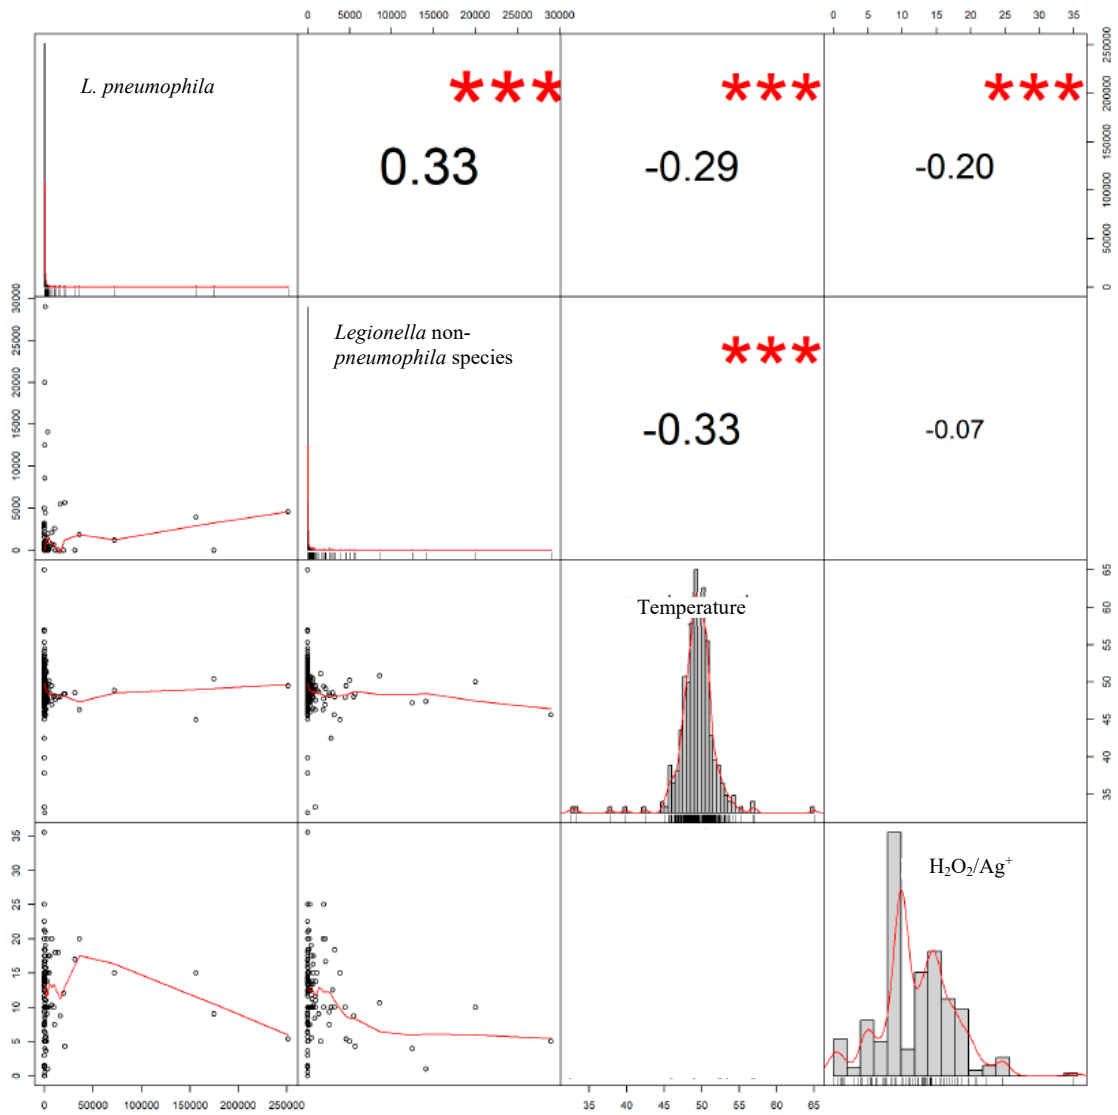 0 5000 10000 15000 20000 25000 30000 0 5 10 15 20 25 30 35
L. pneumophila *** *** ***
0.33 -0.29 -0.20
0 50000 100000 150000 200000 250000
Legionella non-
pneumophila species
*** 
-0.33 -0.07
0 5000 10000 15000 20000 25000 30000
Temperature
35 40 45 50 55 60 65
H₂O₂/Ag⁺
0 5 10 15 20 25 30 35
0 50000 100000 150000 200000 250000 35 40 45 50 55 60 65